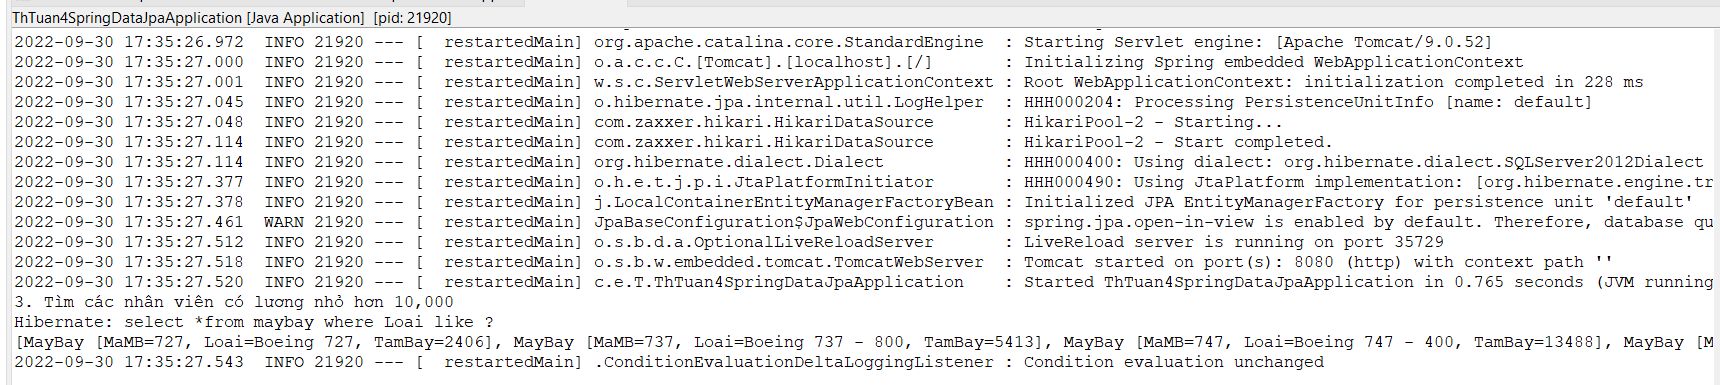 ThTuan4SpringDataJpaApplication [Java Application] [pid: 21920]
2022-09-30 17:35:26.972  INFO 21920 --- [  restartedMain] org.apache.catalina.core.StandardEngine  : Starting Servlet engine: [Apache Tomcat/9.0.52]
2022-09-30 17:35:27.000  INFO 21920 --- [  restartedMain] o.a.c.c.C.[Tomcat].[localhost].[/]       : Initializing Spring embedded WebApplicationContext
2022-09-30 17:35:27.001  INFO 21920 --- [  restartedMain] w.s.c.ServletWebServerApplicationContext : Root WebApplicationContext: initialization completed in 228 ms
2022-09-30 17:35:27.045  INFO 21920 --- [  restartedMain] o.hibernate.jpa.internal.util.LogHelper  : HHH000204: Processing PersistenceUnitInfo [name: default]
2022-09-30 17:35:27.048  INFO 21920 --- [  restartedMain] com.zaxxer.hikari.HikariDataSource       : HikariPool-2 - Starting...
2022-09-30 17:35:27.114  INFO 21920 --- [  restartedMain] com.zaxxer.hikari.HikariDataSource       : HikariPool-2 - Start completed.
2022-09-30 17:35:27.114  INFO 21920 --- [  restartedMain] org.hibernate.dialect.Dialect            : HHH000400: Using dialect: org.hibernate.dialect.SQLServer2012Dialect
2022-09-30 17:35:27.377  INFO 21920 --- [  restartedMain] o.h.e.t.j.p.i.JtaPlatformInitiator       : HHH000490: Using JtaPlatform implementation: [org.hibernate.engine.tr
2022-09-30 17:35:27.378  INFO 21920 --- [  restartedMain] j.LocalContainerEntityManagerFactoryBean : Initialized JPA EntityManagerFactory for persistence unit 'default'
2022-09-30 17:35:27.461  WARN 21920 --- [  restartedMain] JpaBaseConfiguration$JpaWebConfiguration : spring.jpa.open-in-view is enabled by default. Therefore, database qu
2022-09-30 17:35:27.512  INFO 21920 --- [  restartedMain] o.s.b.d.a.OptionalLiveReloadServer       : LiveReload server is running on port 35729
2022-09-30 17:35:27.518  INFO 21920 --- [  restartedMain] o.s.b.w.embedded.tomcat.TomcatWebServer  : Tomcat started on port(s): 8080 (http) with context path ''
2022-09-30 17:35:27.520  INFO 21920 --- [  restartedMain] c.e.T.ThTuan4SpringDataJpaApplication    : Started ThTuan4SpringDataJpaApplication in 0.765 seconds (JVM running
3. Tìm các nhân viên có lương nhỏ hơn 10,000
Hibernate: select *from maybay where Loai like ?
[MayBay [MaMB=727, Loai=Boeing 727, TamBay=2406], MayBay [MaMB=737, Loai=Boeing 737 - 800, TamBay=5413], MayBay [MaMB=747, Loai=Boeing 747 - 400, TamBay=13488], MayBay [M
2022-09-30 17:35:27.543  INFO 21920 --- [  restartedMain] .ConditionEvaluationDeltaLoggingListener : Condition evaluation unchanged